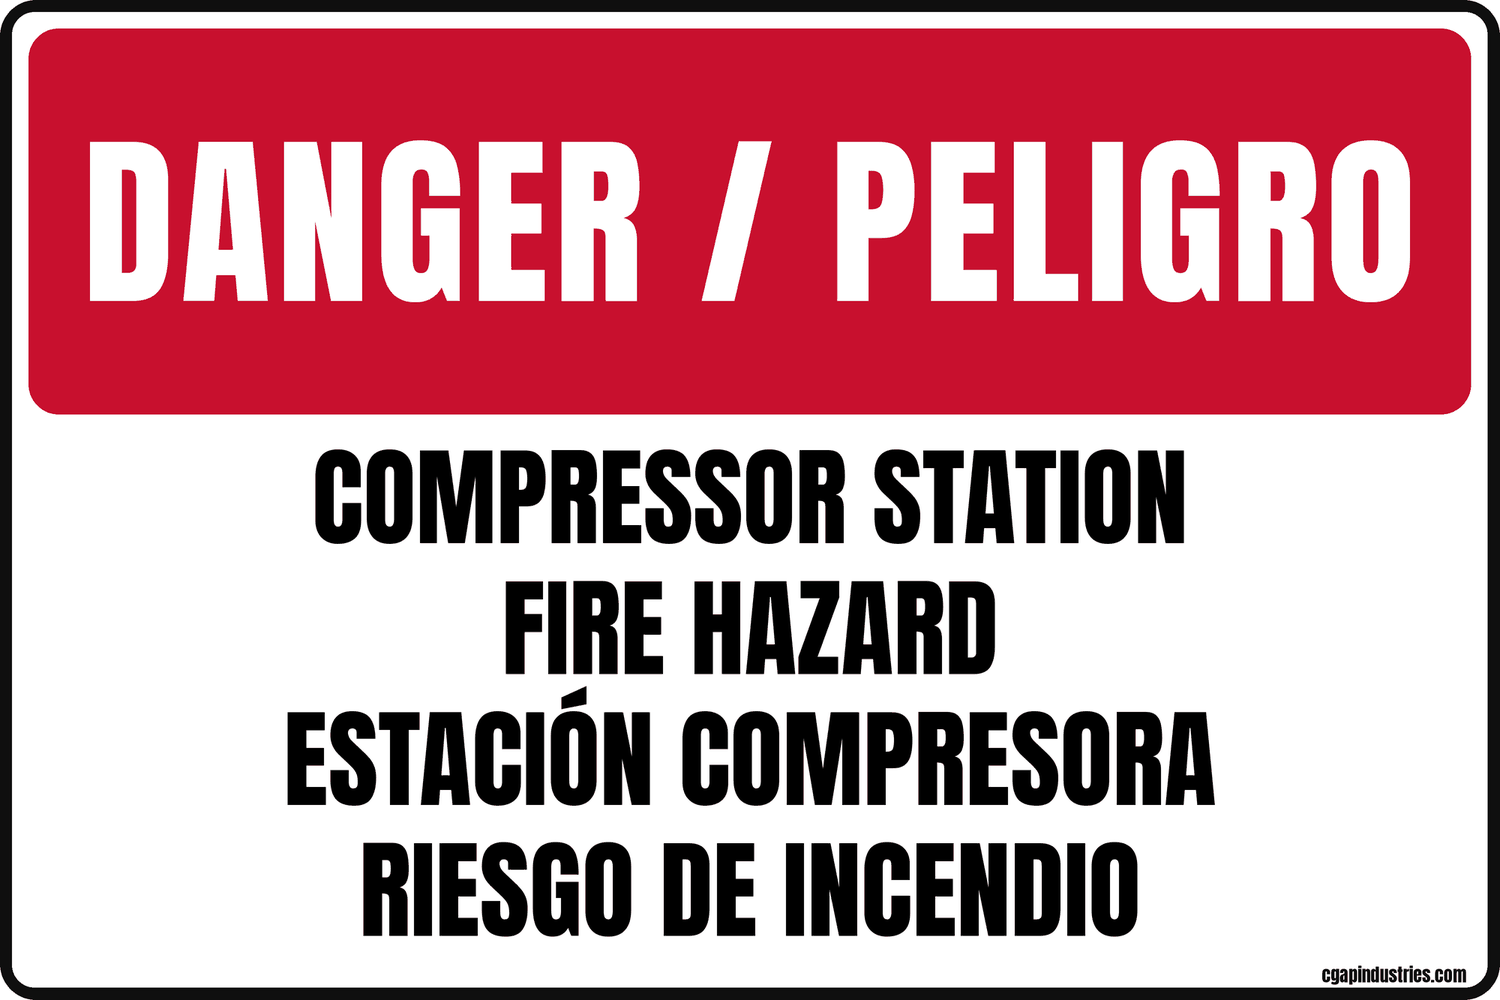 DANGER / PELIGRO
COMPRESSOR STATION
FIRE HAZARD
ESTACIÓN COMPRESORA
RIESGO DE INCENDIO
cgapindustries.com